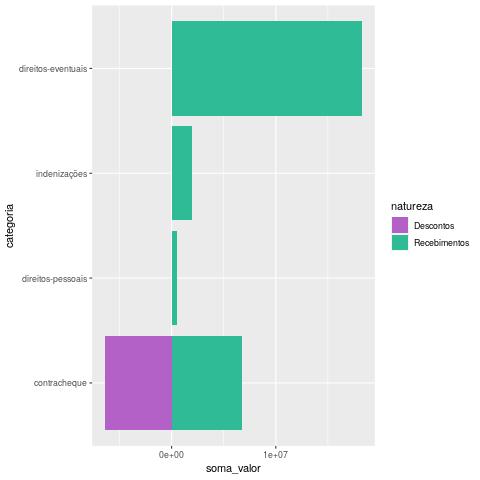 direitos-eventuais
indenizações
direitos-pessoais
contracheque
categoria
0e+00 1e+07
soma_valor
natureza
Descontos
Recebimentos